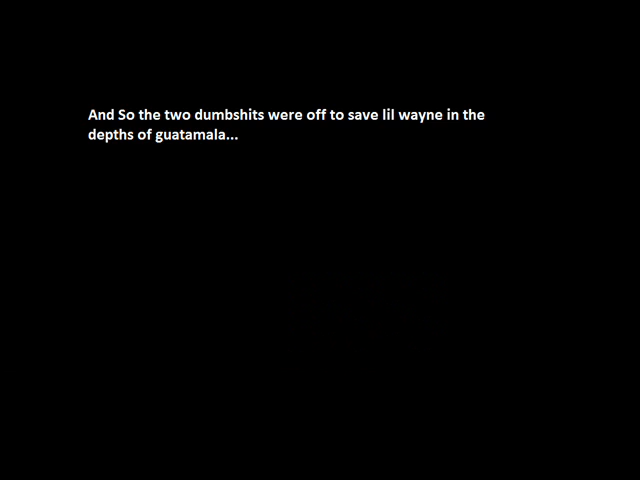 And So the two dumbshits were off to save lil wayne in the
depths of guatamala...